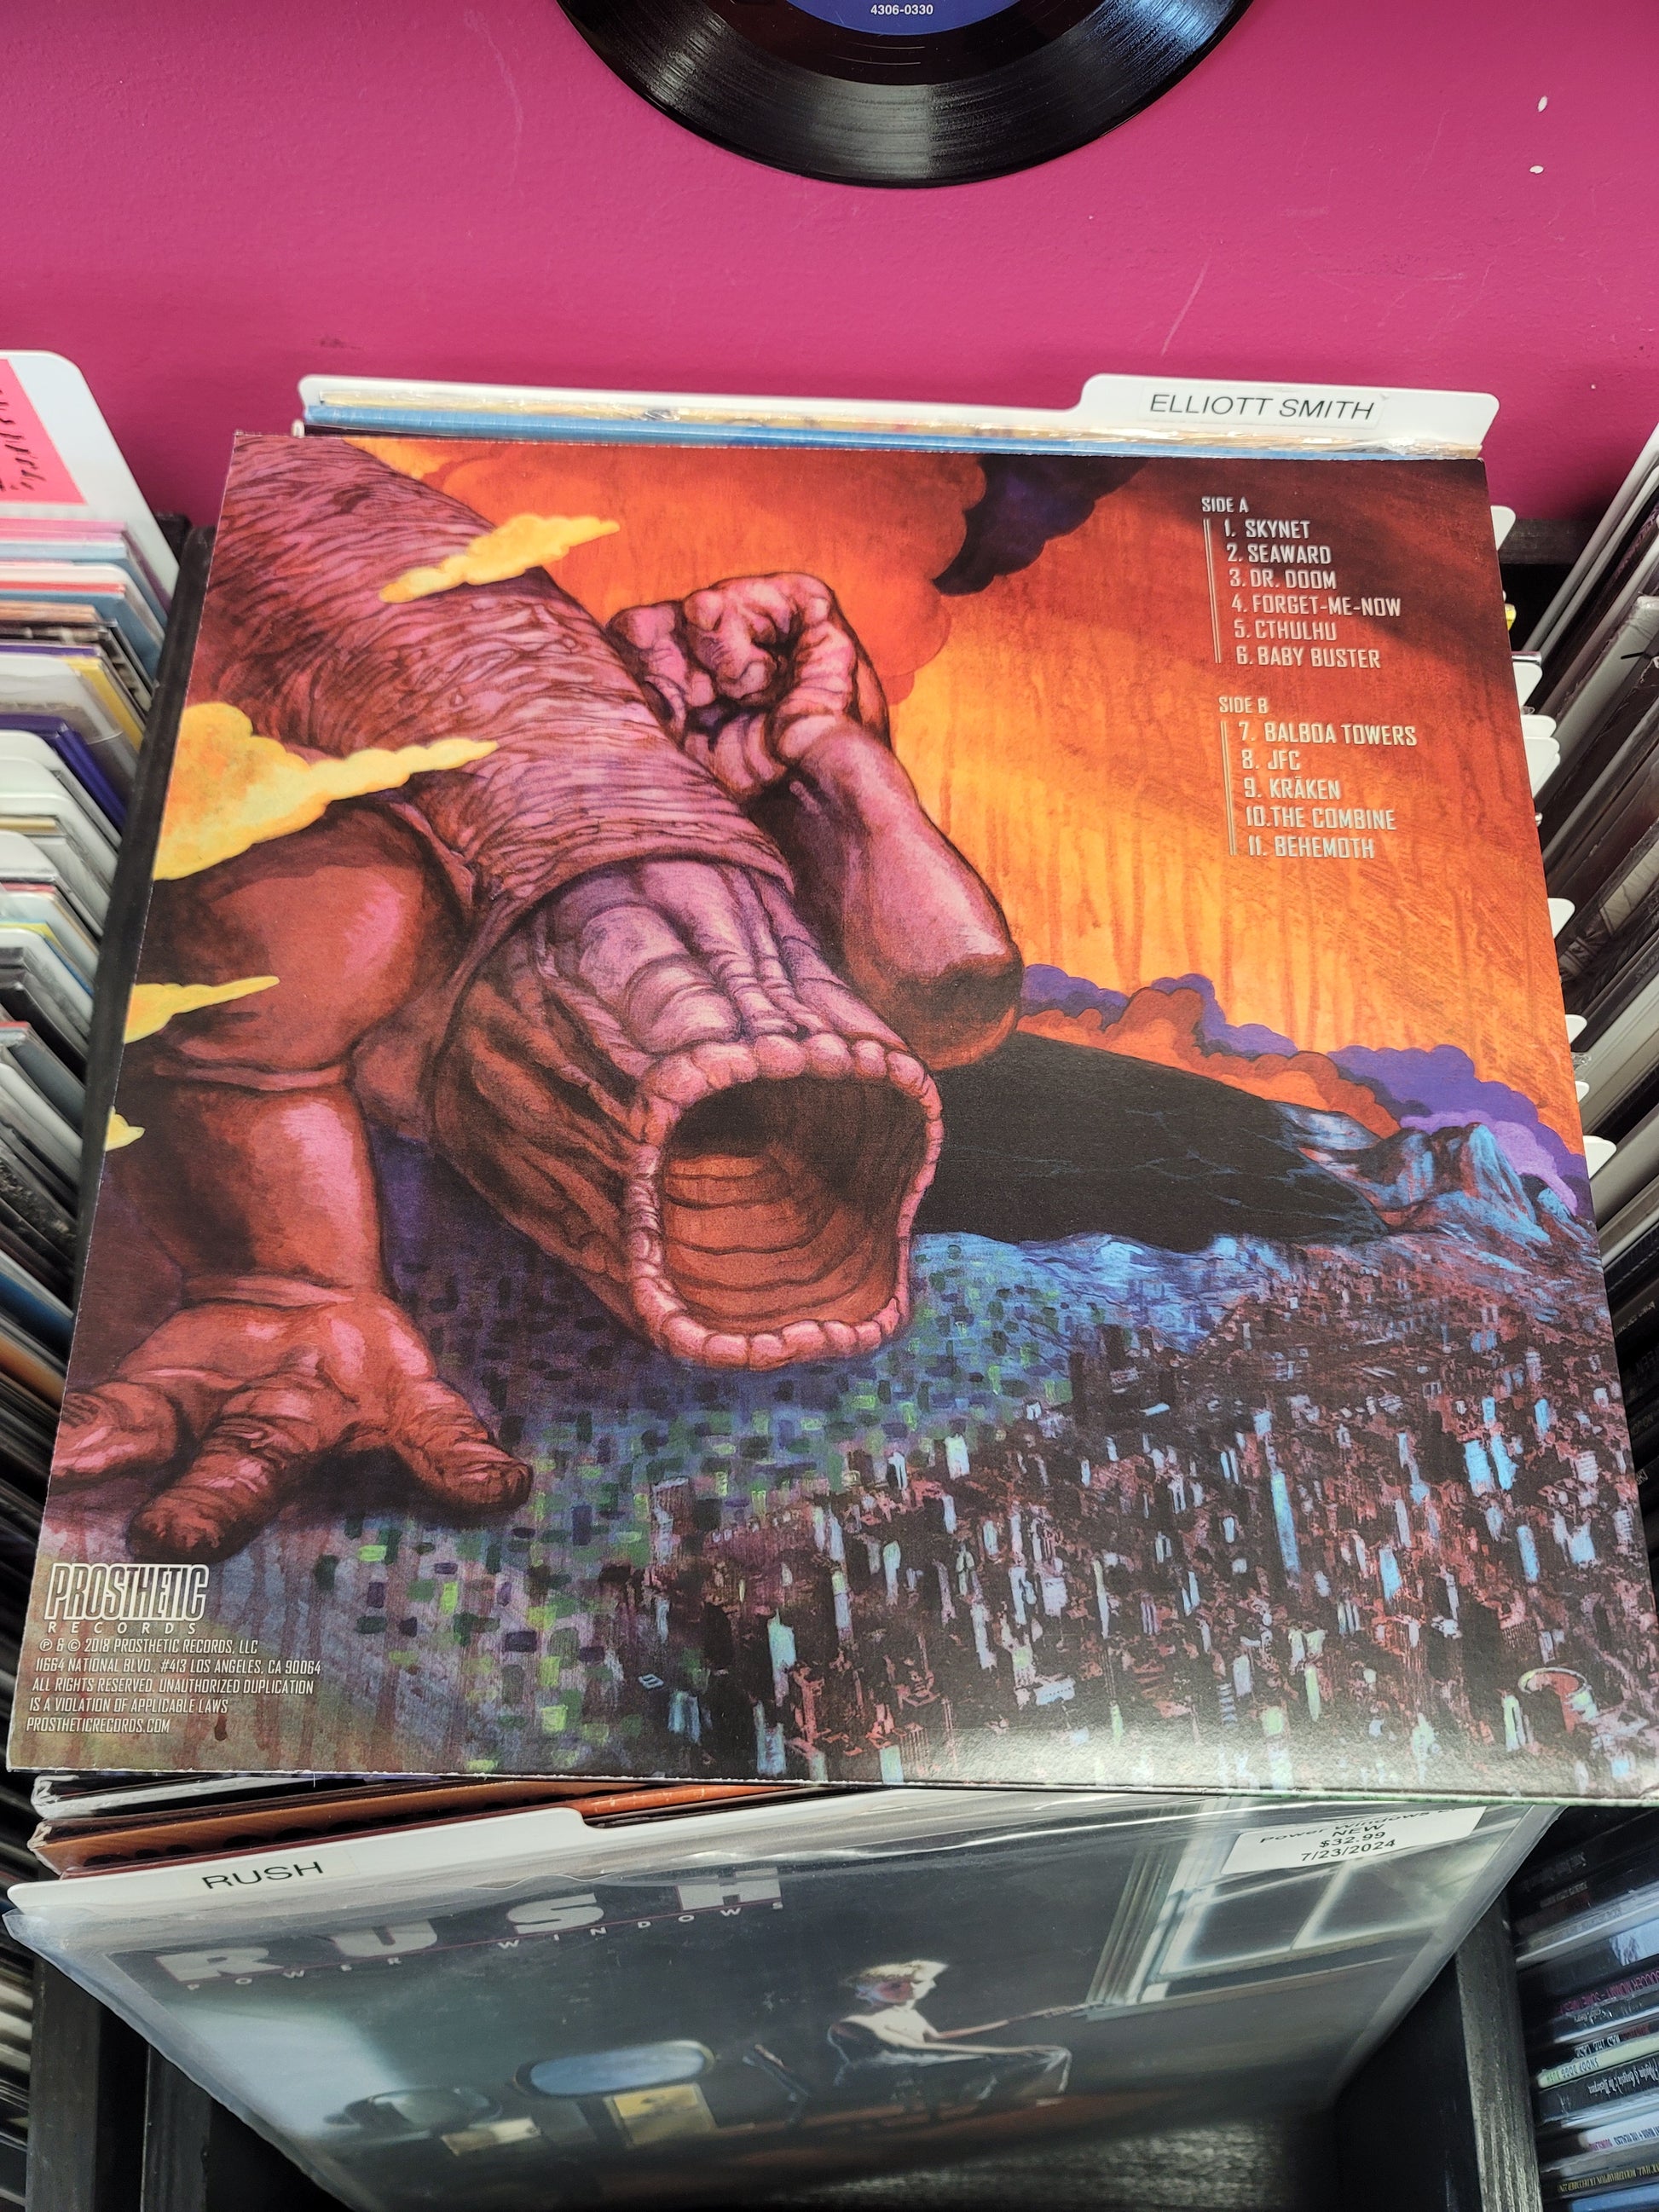 4306-0330
ELLIOTT SMITH
SIDE A
1. SKYNET
2. SEAWARD
3. DR. DOOM
4. FORGET-ME-NOW
5. CTHULHU
6. BABY BUSTER
SIDE B
7. BALBOA TOWERS
8. JFC
9. KRÄKEN
10.THE COMBINE
11. BEHEMOTH
PROSTHETIC
RECORDS
℗ & © 2018 PROSTHETIC RECORDS, LLC
11664 NATIONAL BLVD., #413 LOS ANGELES, CA 90064
ALL RIGHTS RESERVED. UNAUTHORIZED DUPLICATION
IS A VIOLATION OF APPLICABLE LAWS
PROSTHETICRECORDS.COM
RUSH
Power Windows
NEW
$32.99
7/23/2024
RUSH
POWER WINDOWS